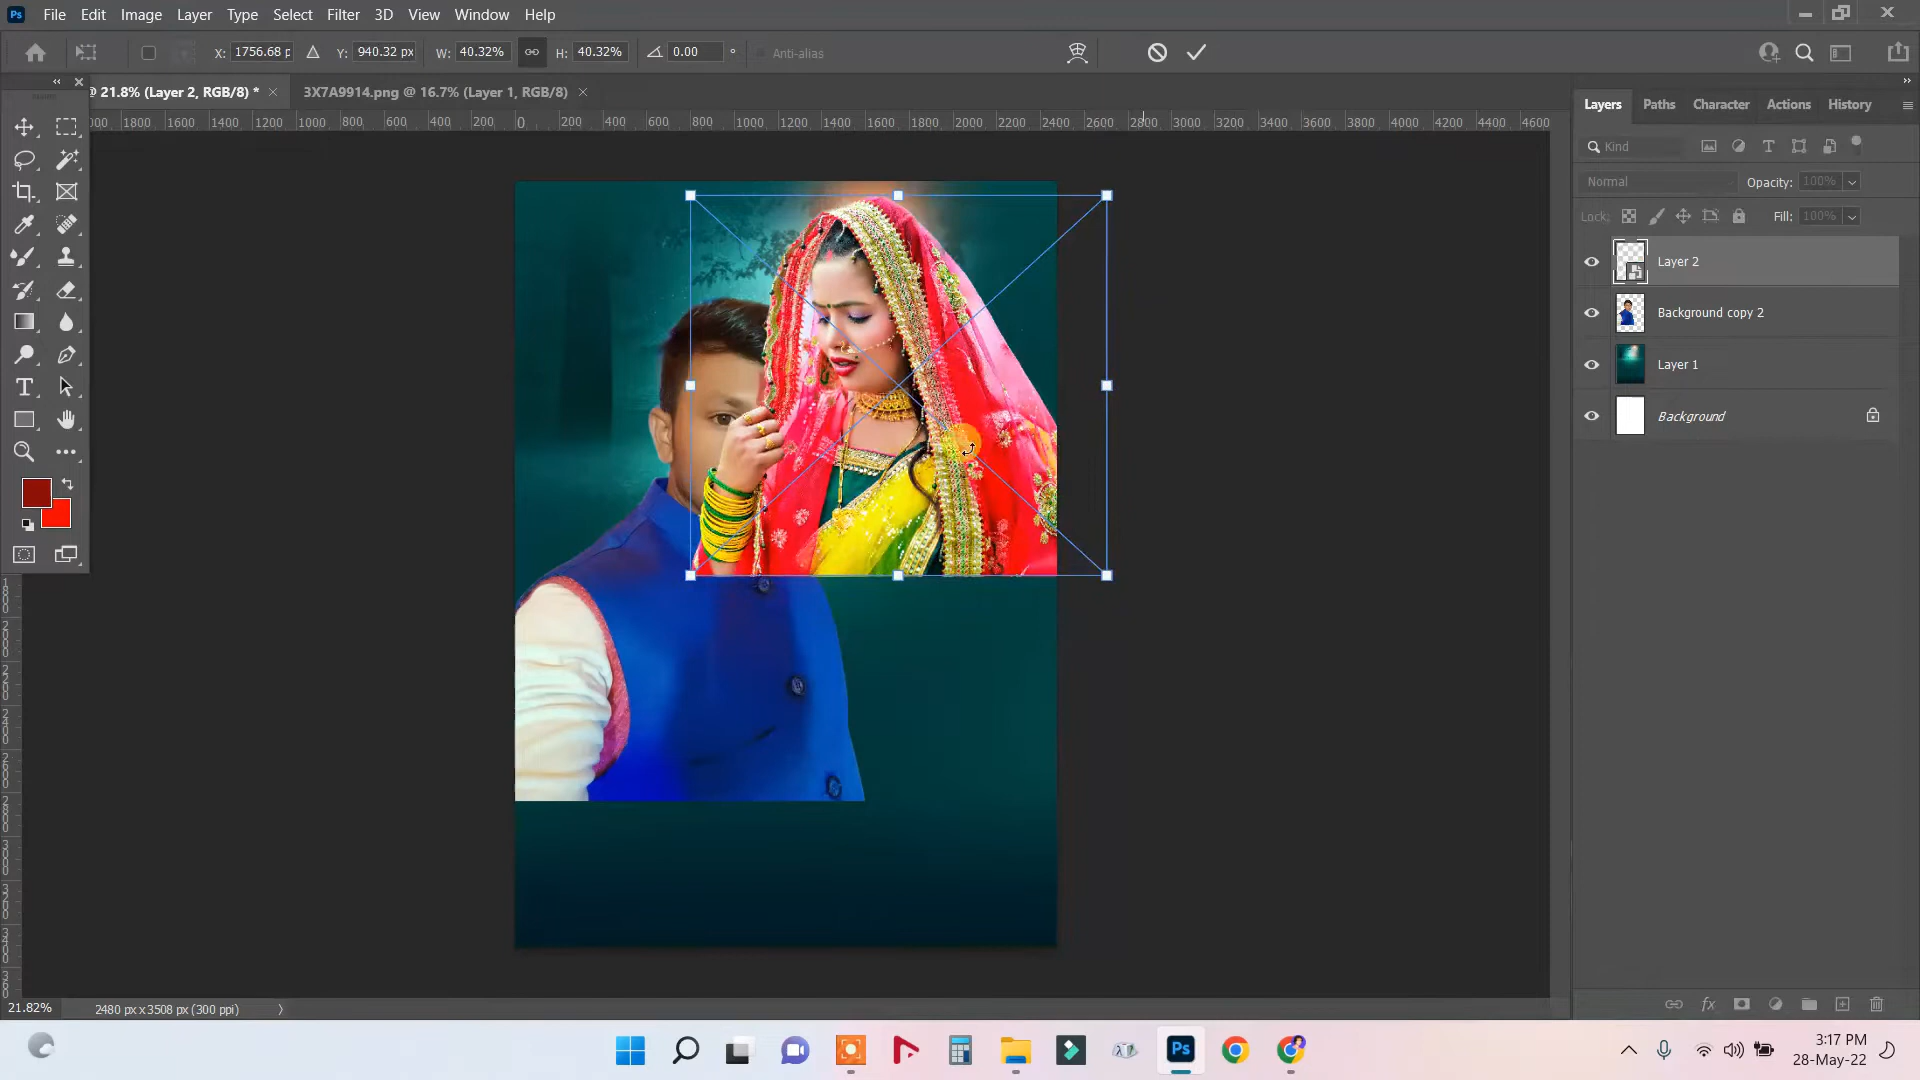 Ps File Edit Image Layer Type Select Filter 3D View Window Help
X: 1756.68 p Y: 940.32 px W: 40.32% H: 40.32% 0.00 ° Anti-alias
@ 21.8% (Layer 2, RGB/8) * × 3X7A9914.png @ 16.7% (Layer 1, RGB/8) ×
1800 1600 1400 1200 1000 800 600 400 200 0 200 400 600 800 1000 1200 1400 1600 1800 2000 2200 2400 2600 2800 3000 3200 3400 3600 3800 4000 4200 4400 4600
Layers Paths Character Actions History
Kind
Normal Opacity: 100%
Lock: Fill: 100%
Layer 2
Background copy 2
Layer 1
Background
21.82% 2480 px x 3508 px (300 ppi)
Ps
3:17 PM
28-May-22